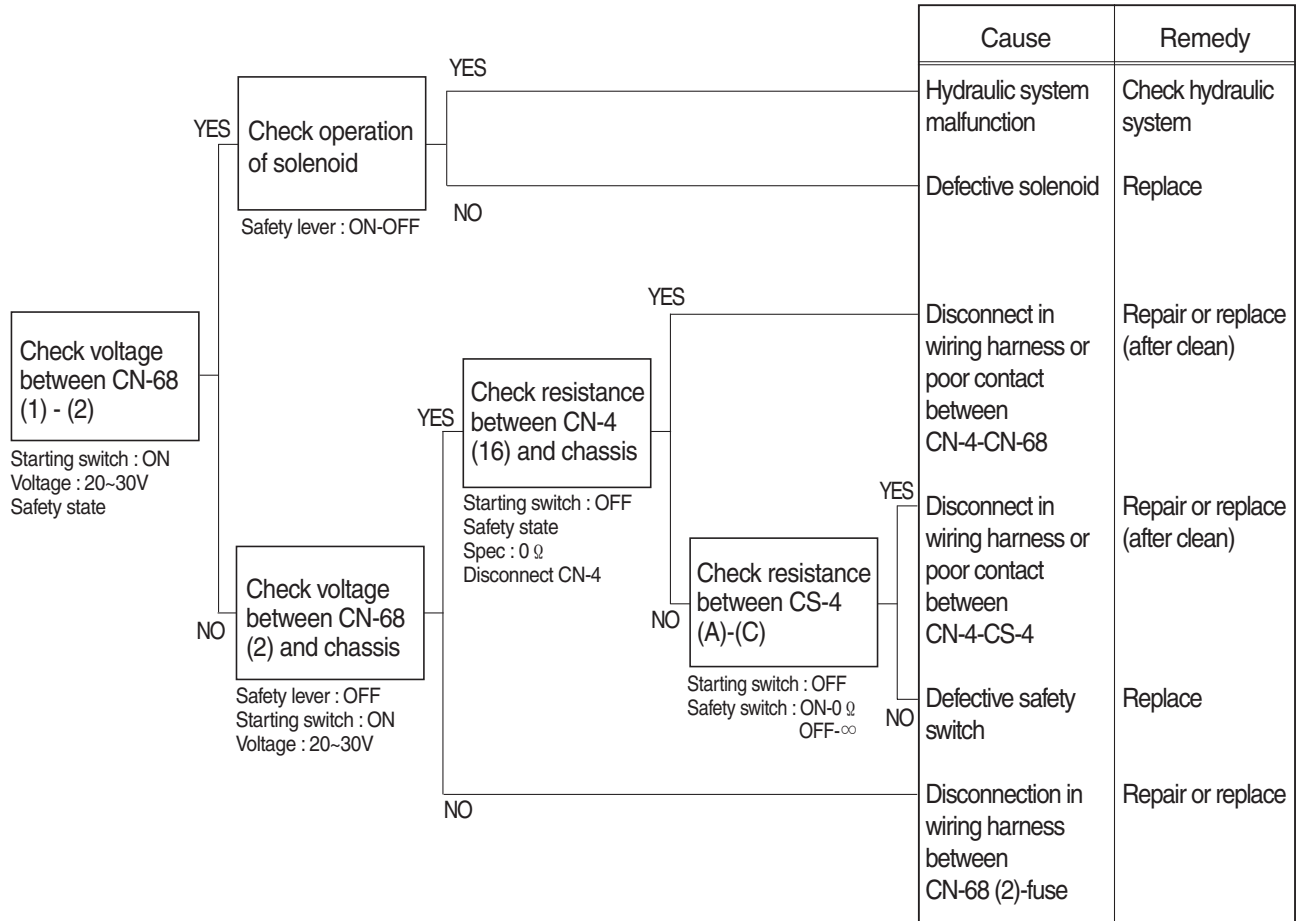 Cause
Remedy
YES
Hydraulic system
malfunction
Check hydraulic
system
YES
Check operation
of solenoid
Defective solenoid
Replace
NO
Safety lever : ON-OFF
YES
Disconnect in
wiring harness or
poor contact
between
CN-4-CN-68
Repair or replace
(after clean)
Check voltage
between CN-68
(1) - (2)
Starting switch : ON
Voltage : 20~30V
Safety state
YES
Check resistance
between CN-4
(16) and chassis
Starting switch : OFF
Safety state
Spec : 0 Ω
Disconnect CN-4
YES
Disconnect in
wiring harness or
poor contact
between
CN-4-CS-4
Repair or replace
(after clean)
NO
Check voltage
between CN-68
(2) and chassis
Safety lever : OFF
Starting switch : ON
Voltage : 20~30V
NO
Check resistance
between CS-4
(A)-(C)
Starting switch : OFF
Safety switch : ON-0 Ω
OFF-∞
NO
Defective safety
switch
Replace
NO
Disconnection in
wiring harness
between
CN-68 (2)-fuse
Repair or replace